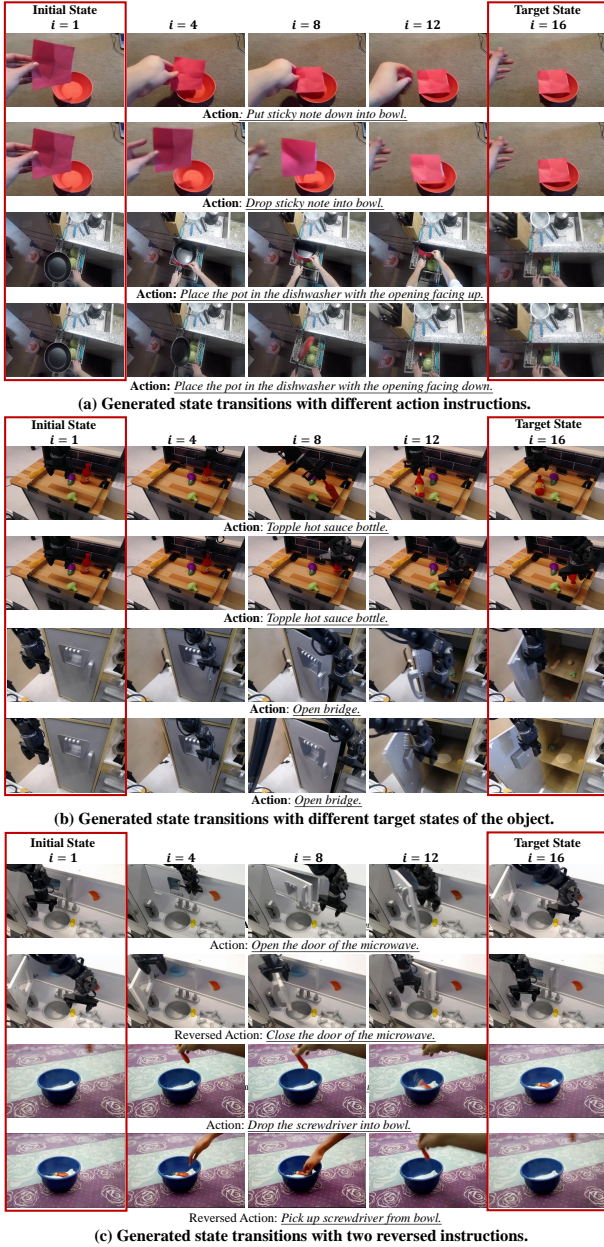 Initial State
Target State
i = 1
i = 4
i = 8
i = 12
i = 16
Action: Put sticky note down into bowl.
Action: Drop sticky note into bowl.
Action: Place the pot in the dishwasher with the opening facing up.
Action: Place the pot in the dishwasher with the opening facing down.
(a) Generated state transitions with different action instructions.
Initial State
Target State
i = 1
i = 4
i = 8
i = 12
i = 16
Action: Topple hot sauce bottle.
Action: Topple hot sauce bottle.
Action: Open bridge.
Action: Open bridge.
(b) Generated state transitions with different target states of the object.
Initial State
Target State
i = 1
i = 4
i = 8
i = 12
i = 16
Action: Open the door of the microwave.
Reversed Action: Close the door of the microwave.
Action: Drop the screwdriver into bowl.
Reversed Action: Pick up screwdriver from bowl.
(c) Generated state transitions with two reversed instructions.